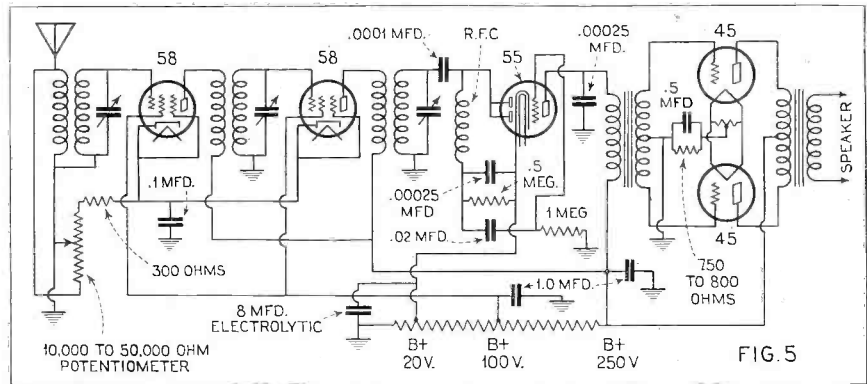 .0001 MFD.
R.F.C
.00025
MFD.
58
58
55
45
.5
MFD
SPEAKER
.1 MFD.
.00025
MFD
.5
MEG.
.02 MFD.
1 MEG
300 OHMS
45
750
TO 800
OHMS
1.0 MFD.
8 MFD.
ELECTROLYTIC
10,000 TO 50,000 OHM
POTENTIOMETER
B+
20 V.
B+
100 V.
B+
250 V
FIG. 5